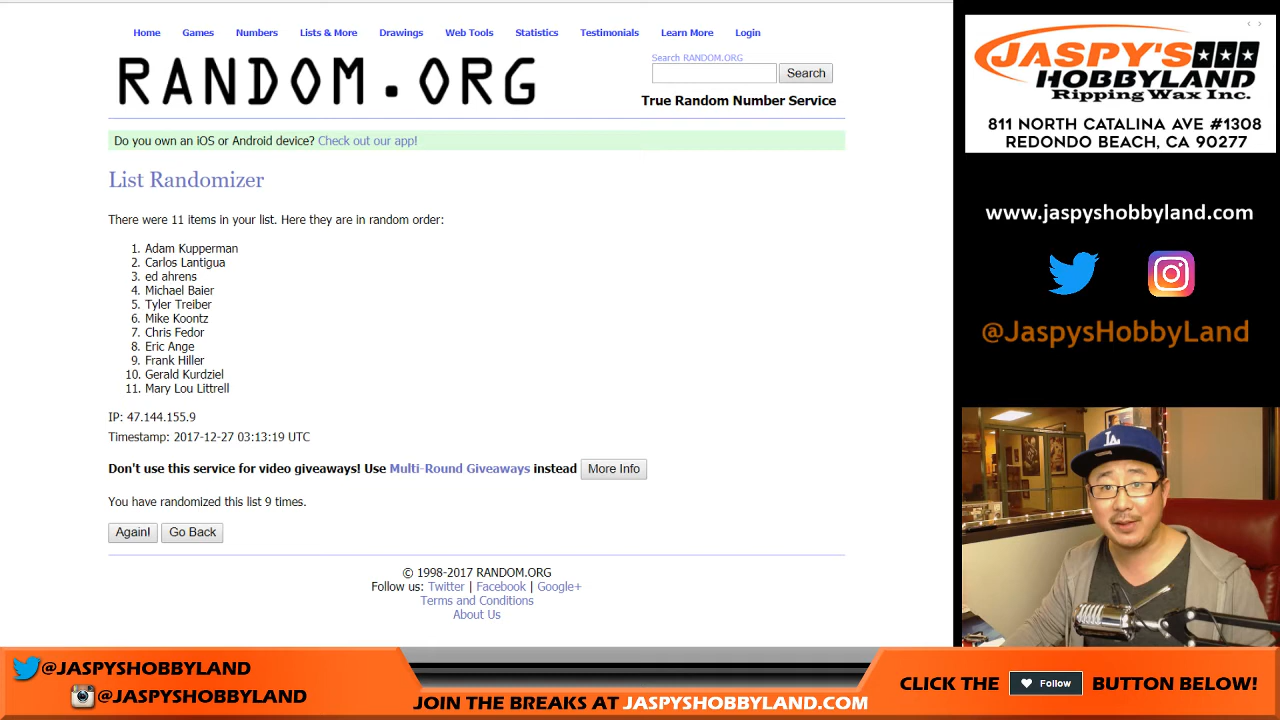 Home Games Numbers Lists & More Drawings Web Tools Statistics Testimonials Learn More Login
RANDOM.ORG
Search RANDOM.ORG
Search
True Random Number Service
Do you own an iOS or Android device? Check out our app!
List Randomizer
There were 11 items in your list. Here they are in random order:
1. Adam Kupperman
2. Carlos Lantigua
3. ed ahrens
4. Michael Baier
5. Tyler Treiber
6. Mike Koontz
7. Chris Fedor
8. Eric Ange
9. Frank Hiller
10. Gerald Kurdziel
11. Mary Lou Littrell
IP: 47.144.155.9
Timestamp: 2017-12-27 03:13:19 UTC
Don't use this service for video giveaways! Use Multi-Round Giveaways instead More Info
You have randomized this list 9 times.
Again! Go Back
© 1998-2017 RANDOM.ORG
Follow us: Twitter | Facebook | Google+
Terms and Conditions
About Us
JASPY'S
HOBBYLAND
Ripping Wax Inc.
811 NORTH CATALINA AVE #1308
REDONDO BEACH, CA 90277
www.jaspyshobbyland.com
@JaspysHobbyLand
LA
@JASPYSHOBBYLAND
@JASPYSHOBBYLAND
JOIN THE BREAKS AT JASPYSHOBBYLAND.COM
CLICK THE Follow BUTTON BELOW!